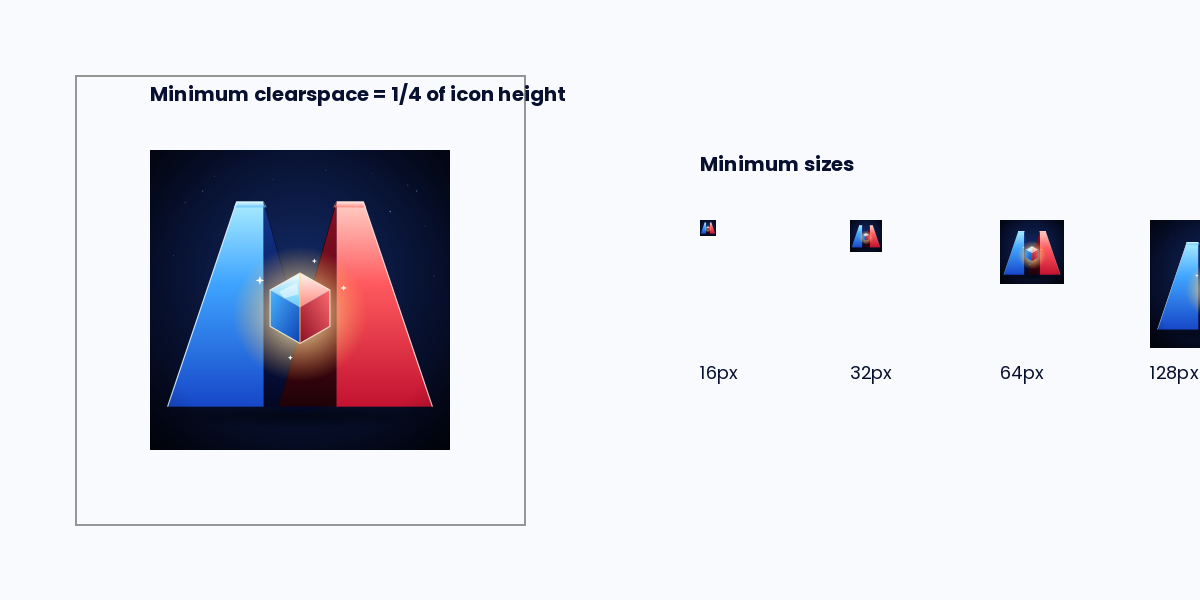 Minimum clearspace = 1/4 of icon height
Minimum sizes
16px
32px
64px
128px